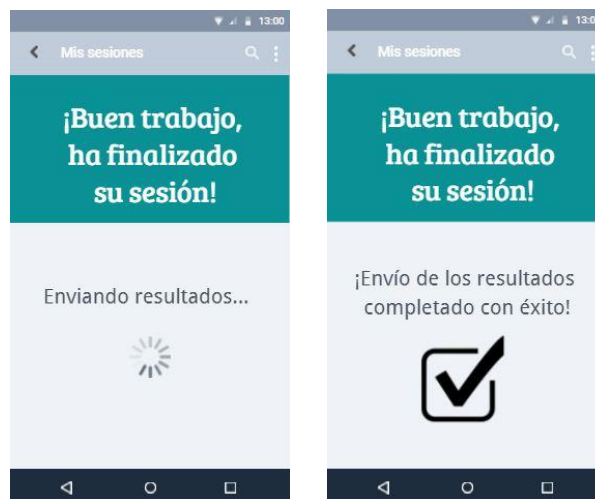 13:00
Mis sesiones
¡Buen trabajo,
ha finalizado
su sesión!
Enviando resultados...
13:0
Mis sesiones
¡Buen trabajo,
ha finalizado
su sesión!
¡Envío de los resultados
completado con éxito!